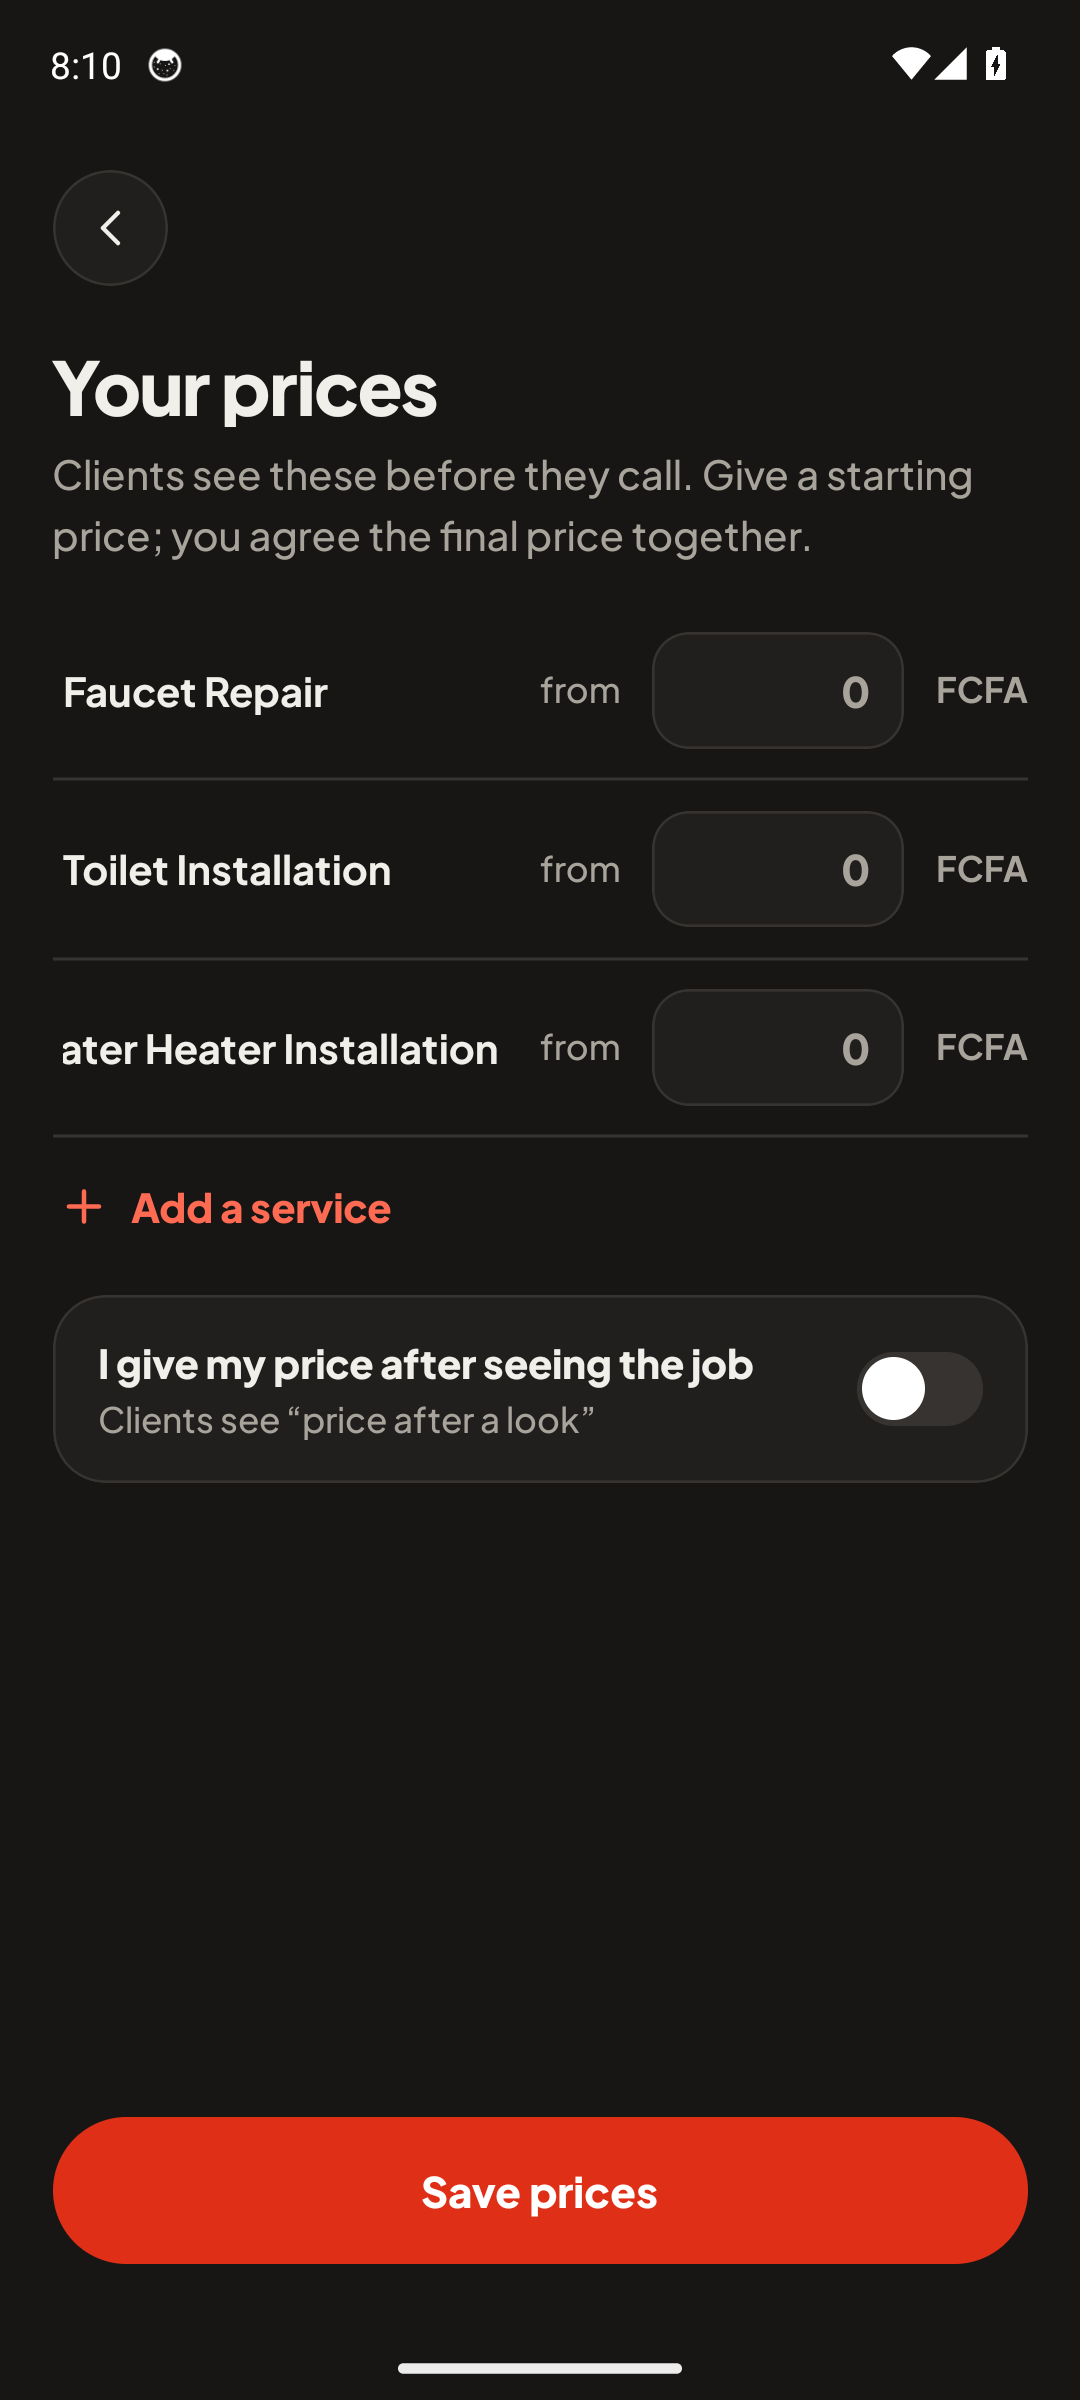 8:10
Your prices
Clients see these before they call. Give a starting
price; you agree the final price together.
Faucet Repair from 0 FCFA
Toilet Installation from 0 FCFA
ater Heater Installation from 0 FCFA
+ Add a service
I give my price after seeing the job
Clients see “price after a look”
Save prices